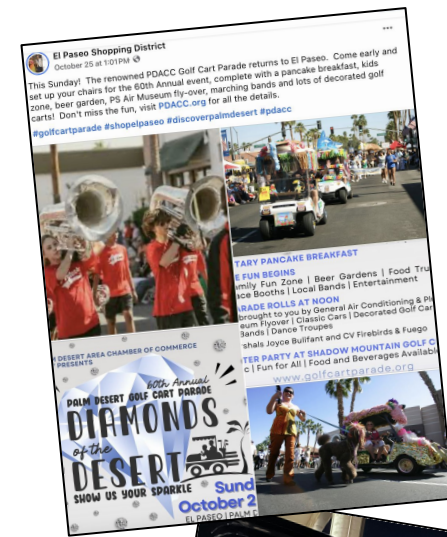 El Paseo Shopping District
October 25 at 1:01PM
This Sunday! The renowned PDACC Golf Cart Parade returns to El Paseo. Come early and
set up your chairs for the 60th Annual event, complete with a pancake breakfast, kids
zone, beer garden, PS Air Museum fly-over, marching bands and lots of decorated golf
carts! Don't miss the fun, visit PDACC.org for all the details.
#golfcartparade #shopelpaseo #discoverpalmdesert #pdacc
TARY PANCAKE BREAKFAST
E FUN BEGINS
mily Fun Zone | Beer Gardens | Food Tru
ace Booths | Local Bands | Entertainment
ARADE ROLLS AT NOON
brought to you by General Air Conditioning & Pl
eum Flyover | Classic Cars | Decorated Golf Car
Bands | Dance Troupes
rshals Joyce Bulifant and CV Firebirds & Fuego
TER PARTY AT SHADOW MOUNTAIN GOLF C
c | Fun for All | Food and Beverages Available
www.golfcartparade.org
DESERT AREA CHAMBER OF COMMERCE
PRESENTS
60th Annual
PALM DESERT GOLF CART PARADE
DIAMONDS
of the
DESERT
SHOW US YOUR SPARKLE
Sund
October 2
EL PASEO | PALM D